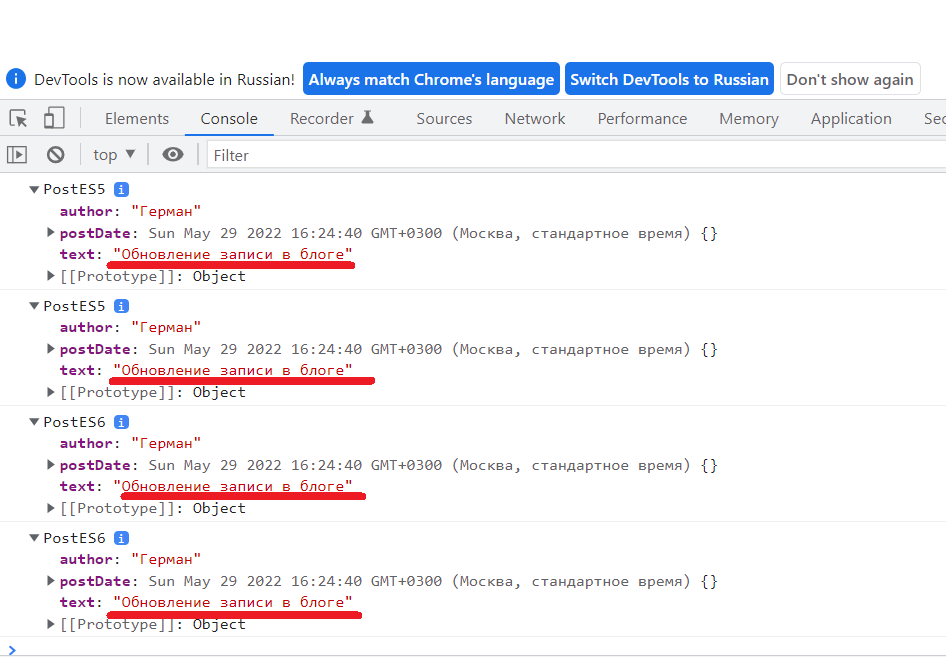 DevTools is now available in Russian! Always match Chrome's language Switch DevTools to Russian Don't show again
Elements Console Recorder Sources Network Performance Memory Application Sec
top Filter
PostES5 i
author: "Герман"
postDate: Sun May 29 2022 16:24:40 GMT+0300 (Москва, стандартное время) {}
text: "Обновление записи в блоге"
[[Prototype]]: Object
PostES5 i
author: "Герман"
postDate: Sun May 29 2022 16:24:40 GMT+0300 (Москва, стандартное время) {}
text: "Обновление записи в блоге"
[[Prototype]]: Object
PostES6 i
author: "Герман"
postDate: Sun May 29 2022 16:24:40 GMT+0300 (Москва, стандартное время) {}
text: "Обновление записи в блоге"
[[Prototype]]: Object
PostES6 i
author: "Герман"
postDate: Sun May 29 2022 16:24:40 GMT+0300 (Москва, стандартное время) {}
text: "Обновление записи в блоге"
[[Prototype]]: Object